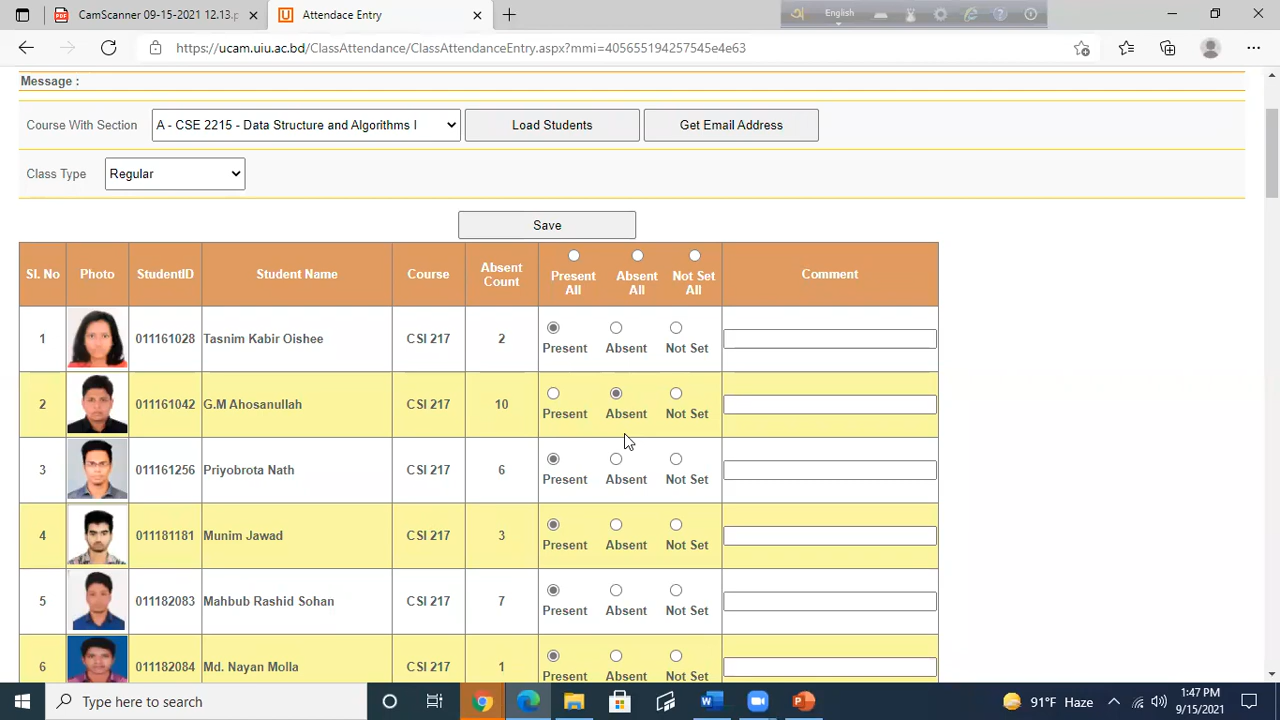 CamScanner 09-15-2021 12.13.p
Attendace Entry
English
https://ucam.uiu.ac.bd/ClassAttendance/ClassAttendanceEntry.aspx?mmi=405655194257545e4e63
Message :
Course With Section A - CSE 2215 - Data Structure and Algorithms I Load Students Get Email Address
Class Type Regular
Save
Sl. No Photo StudentID Student Name Course Absent Count Present All Absent All Not Set All Comment
1 011161028 Tasnim Kabir Oishee CSI 217 2 Present Absent Not Set
2 011161042 G.M Ahosanullah CSI 217 10 Present Absent Not Set
3 011161256 Priyobrota Nath CSI 217 6 Present Absent Not Set
4 011181181 Munim Jawad CSI 217 3 Present Absent Not Set
5 011182083 Mahbub Rashid Sohan CSI 217 7 Present Absent Not Set
6 011182084 Md. Nayan Molla CSI 217 1 Present Absent Not Set
Type here to search
91°F Haze
1:47 PM
9/15/2021